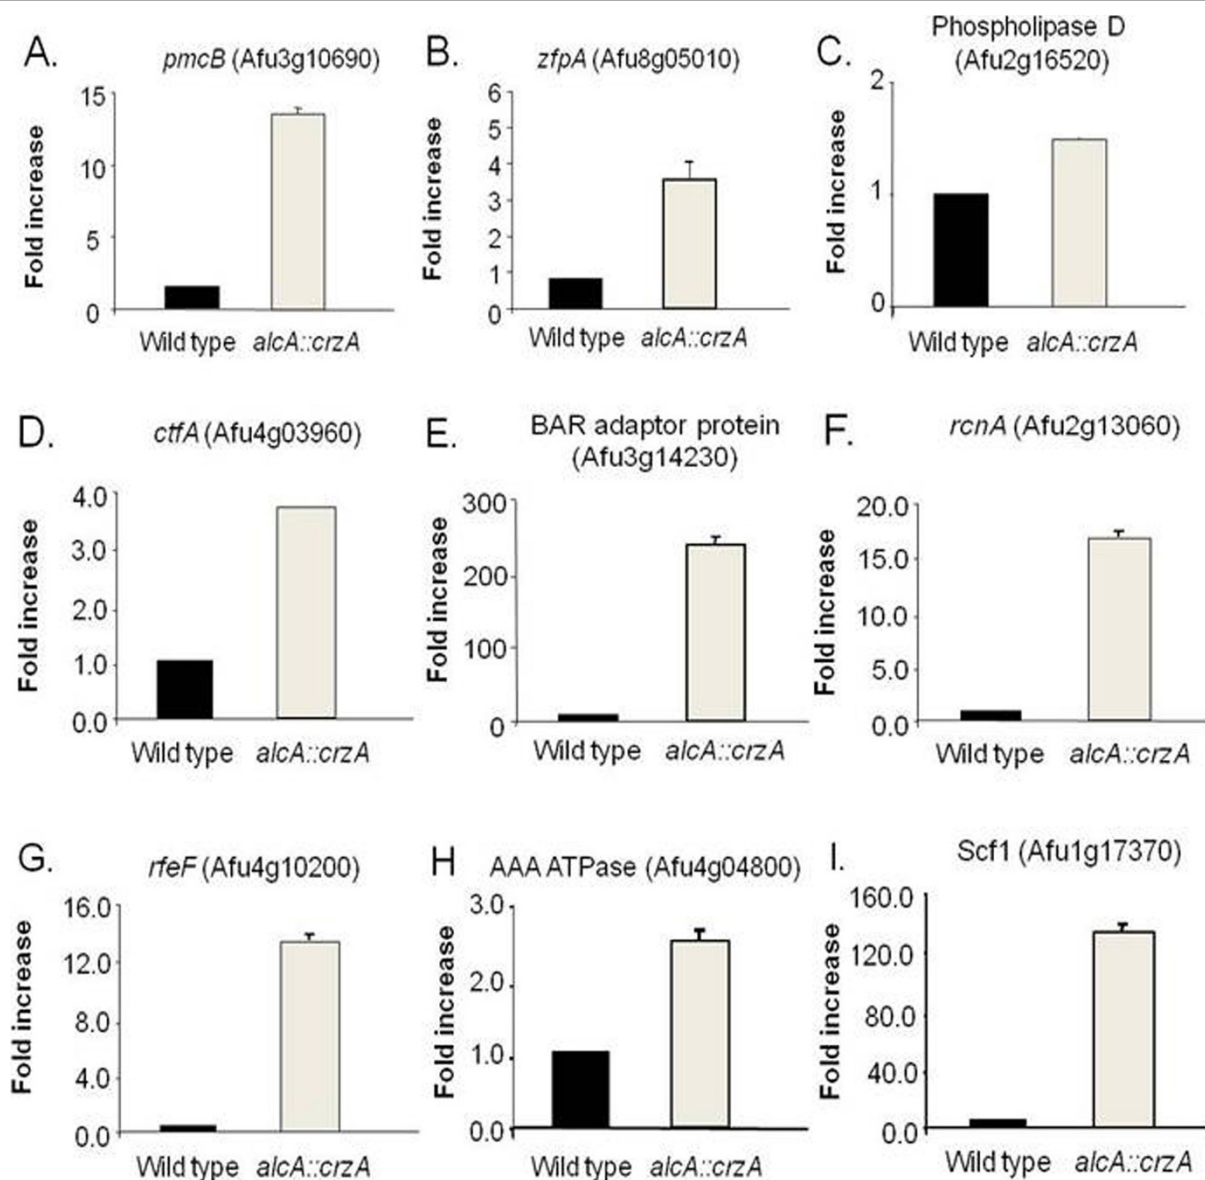 A.
pmcB (Afu3g10690)
Fold increase
15
10
5
0
Wild type alcA::crzA
B.
zfpA (Afu8g05010)
Fold increase
6
5
4
3
2
1
0
Wild type alcA::crzA
C.
Phospholipase D
(Afu2g16520)
Fold increase
2
1
0
Wild type alcA::crzA
D.
ctfA (Afu4g03960)
Fold increase
4.0
3.0
2.0
1.0
0.0
Wild type alcA::crzA
E.
BAR adaptor protein
(Afu3g14230)
Fold increase
300
200
100
0
Wild type alcA::crzA
F.
rcnA (Afu2g13060)
Fold increase
20.0
15.0
10.0
5.0
0.0
Wild type alcA::crzA
G.
rfeF (Afu4g10200)
Fold increase
16.0
12.0
8.0
4.0
0.0
Wild type alcA::crzA
H
AAA ATPase (Afu4g04800)
Fold increase
3.0
2.0
1.0
0.0
Wild type alcA::crzA
I.
Scf1 (Afu1g17370)
Fold increase
160.0
120.0
80.0
40.0
0.0
Wild type alcA::crzA